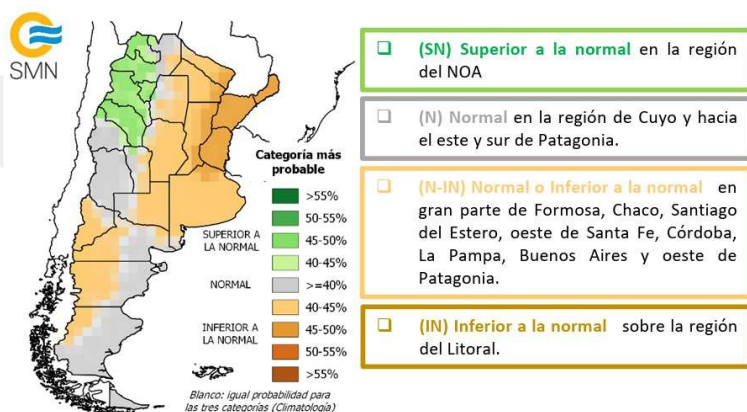 SMN
Categoría más
probable
>55%
50-55%
SUPERIOR A
LA NORMAL
45-50%
40-45%
NORMAL
>=40%
40-45%
INFERIOR A
LA NORMAL
45-50%
50-55%
>55%
Blanco: igual probabilidad para
las tres categorías (Climatología)
(SN) Superior a la normal en la región
del NOA
(N) Normal en la región de Cuyo y hacia
el este y sur de Patagonia.
(N-IN) Normal o Inferior a la normal en
gran parte de Formosa, Chaco, Santiago
del Estero, oeste de Santa Fe, Córdoba,
La Pampa, Buenos Aires y oeste de
Patagonia.
(IN) Inferior a la normal sobre la región
del Litoral.